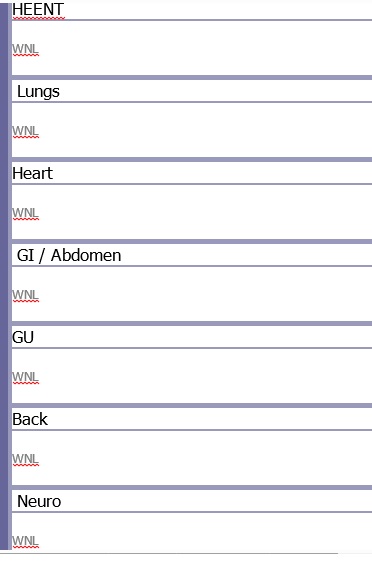 HEENT
WNL
Lungs
WNL
Heart
WNL
GI / Abdomen
WNL
GU
WNL
Back
WNL
Neuro
WNL